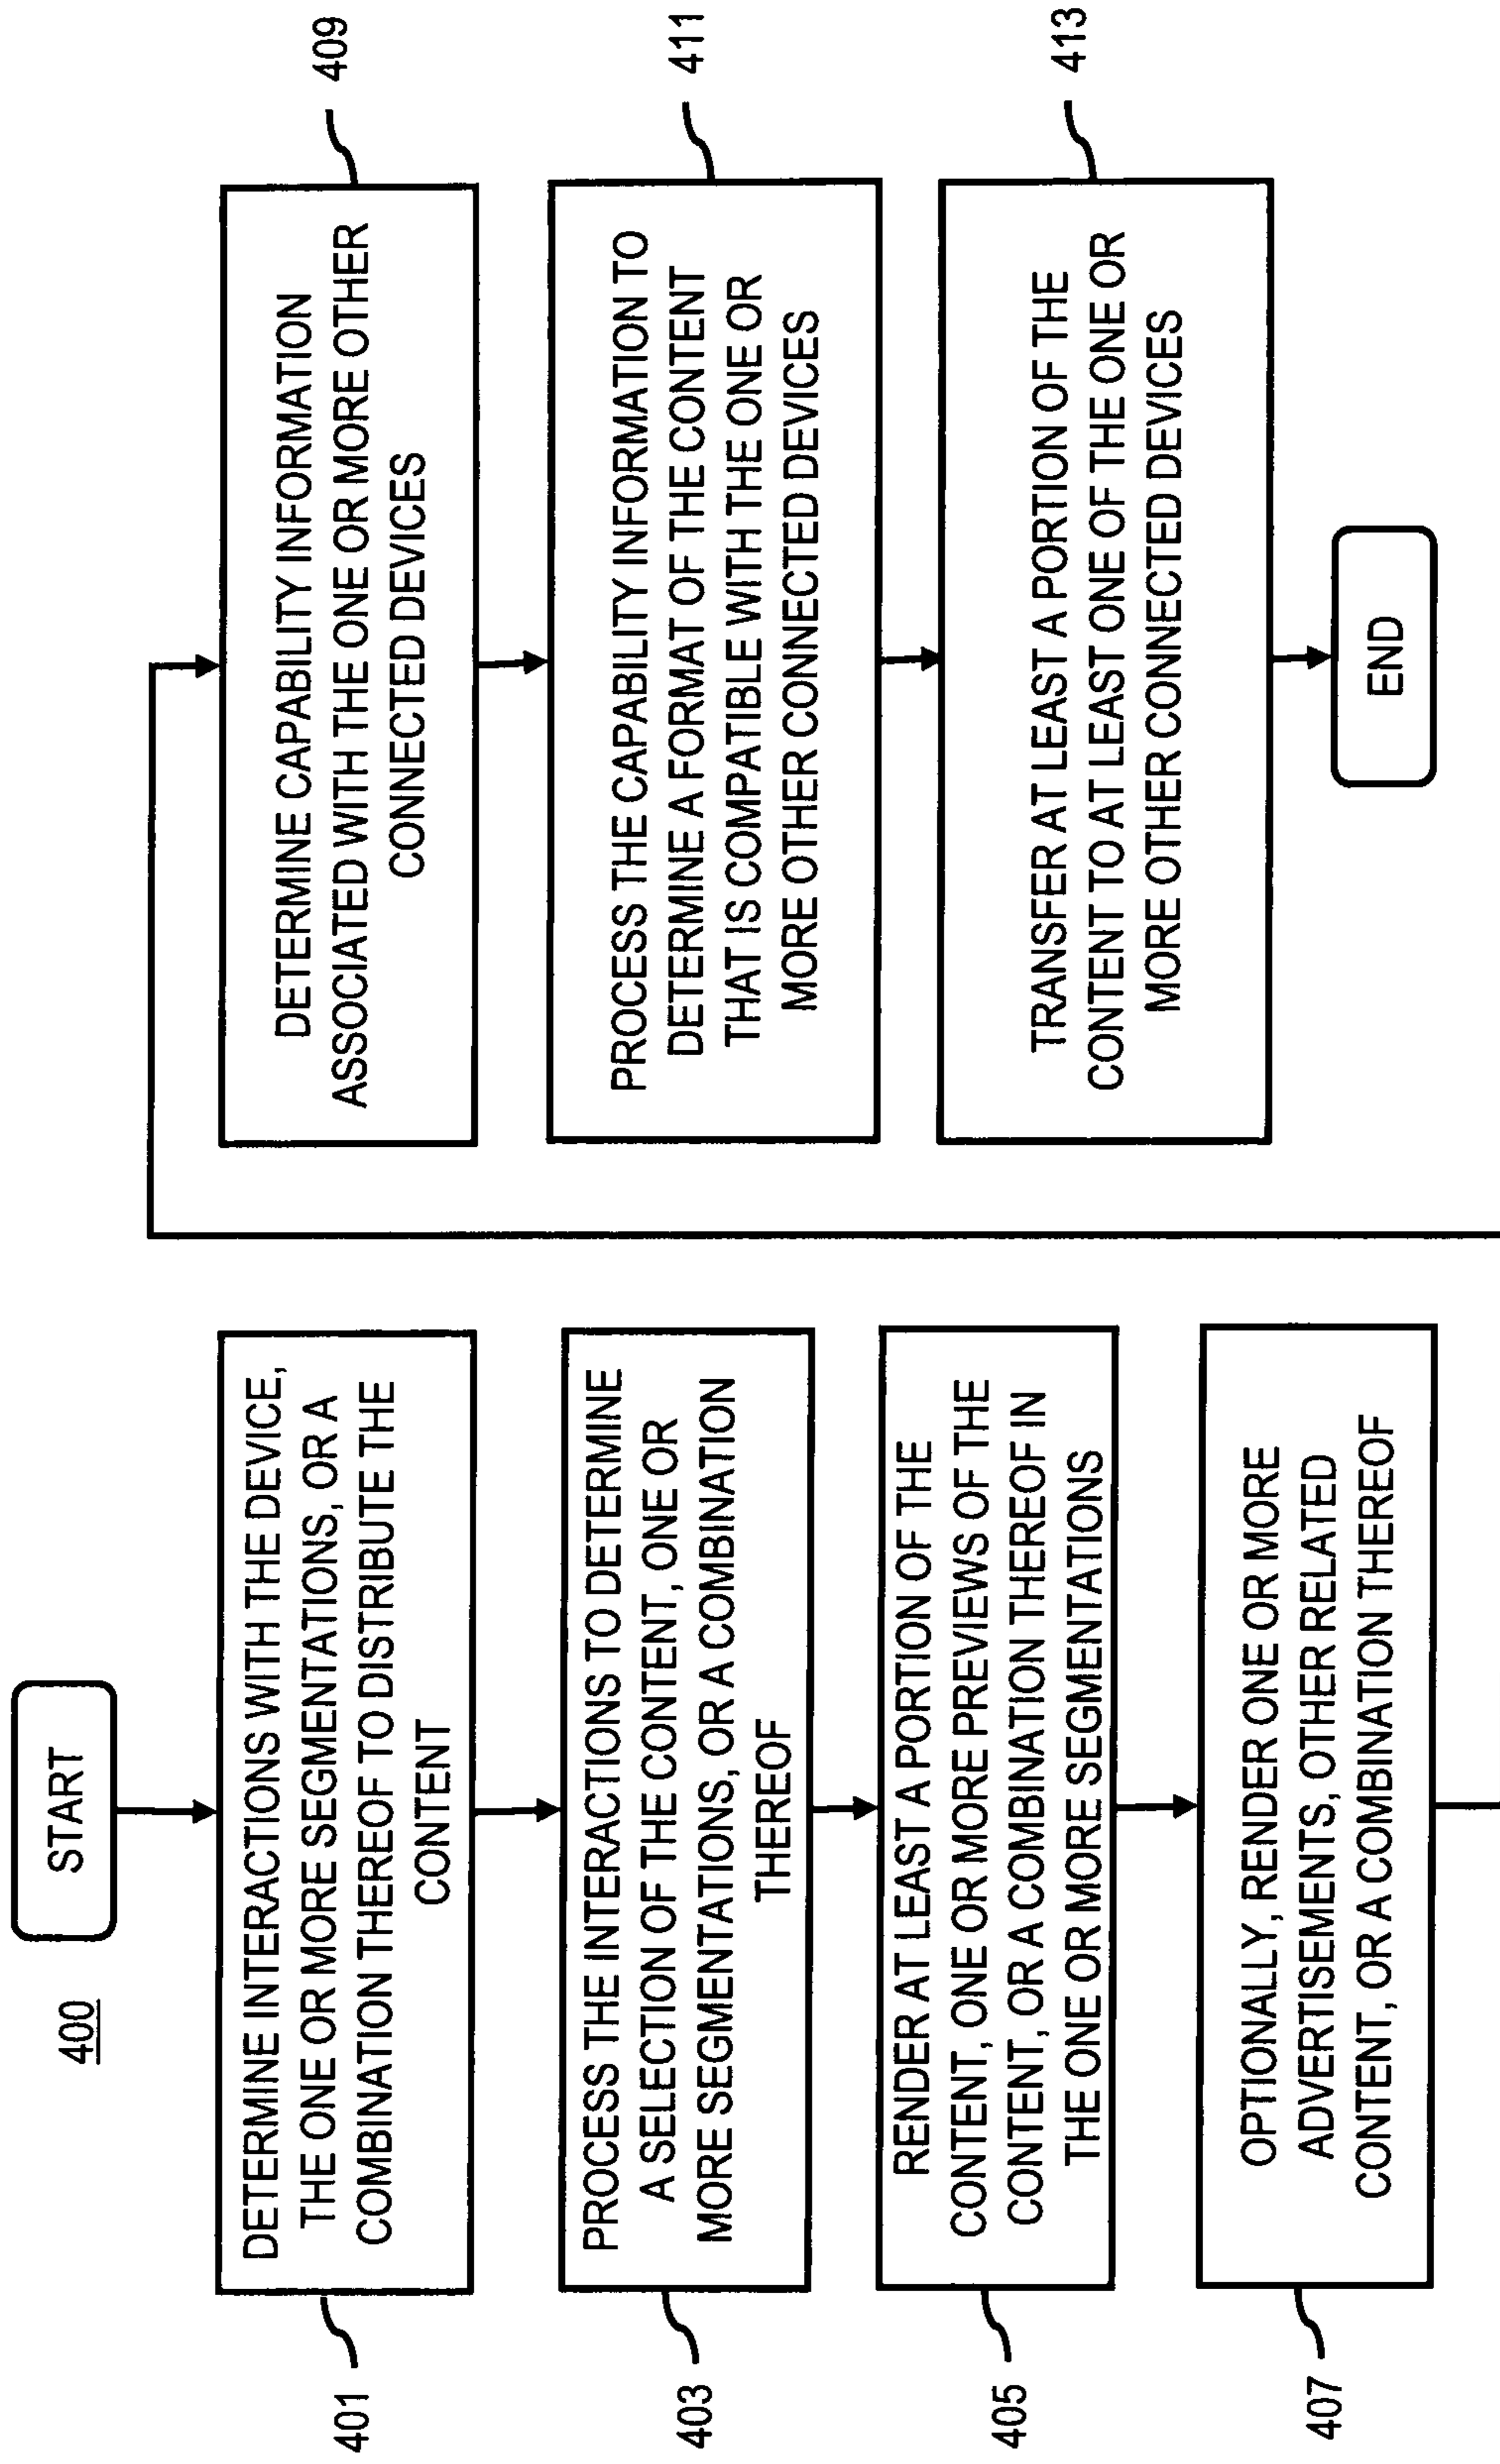 400
START
DETERMINE INTERACTIONS WITH THE DEVICE,
THE ONE OR MORE SEGMENTATIONS, OR A
COMBINATION THEREOF TO DISTRIBUTE THE
CONTENT
401
PROCESS THE INTERACTIONS TO DETERMINE
A SELECTION OF THE CONTENT, ONE OR
MORE SEGMENTATIONS, OR A COMBINATION
THEREOF
403
RENDER AT LEAST A PORTION OF THE
CONTENT, ONE OR MORE PREVIEWS OF THE
CONTENT, OR A COMBINATION THEREOF IN
THE ONE OR MORE SEGMENTATIONS
405
OPTIONALLY, RENDER ONE OR MORE
ADVERTISEMENTS, OTHER RELATED
CONTENT, OR A COMBINATION THEREOF
407
DETERMINE CAPABILITY INFORMATION
ASSOCIATED WITH THE ONE OR MORE OTHER
CONNECTED DEVICES
409
PROCESS THE CAPABILITY INFORMATION TO
DETERMINE A FORMAT OF THE CONTENT
THAT IS COMPATIBLE WITH THE ONE OR
MORE OTHER CONNECTED DEVICES
411
TRANSFER AT LEAST A PORTION OF THE
CONTENT TO AT LEAST ONE OF THE ONE OR
MORE OTHER CONNECTED DEVICES
413
END